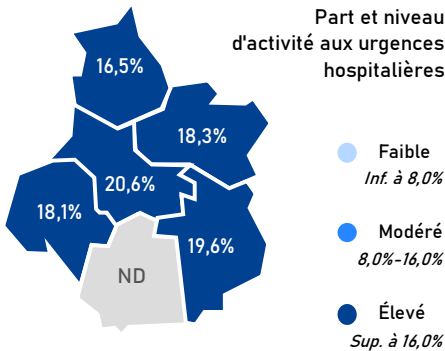 Part et niveau
d'activité aux urgences
hospitalières
16,5%
18,3%
20,6%
18,1%
19,6%
ND
Faible
Inf. à 8,0%
Modéré
8,0%-16,0%
Élevé
Sup. à 16,0%